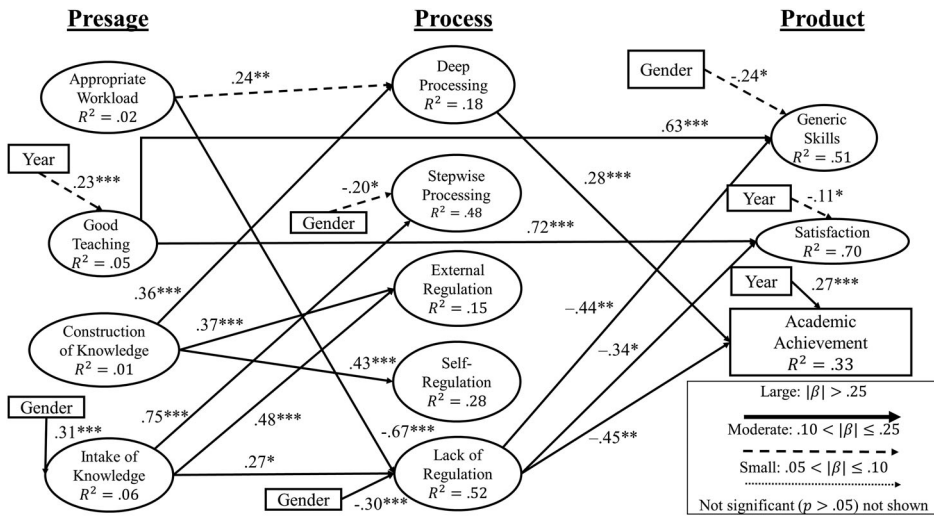 Presage
Process
Product
Appropriate
Workload
R² = .02
.24**
Deep
Processing
R² = .18
Gender
-.24*
Generic
Skills
R² = .51
.63***
Year
.23***
Good
Teaching
R² = .05
-.20*
Gender
Stepwise
Processing
R² = .48
.28***
.72***
Year
-.11*
Satisfaction
R² = .70
.36***
.37***
External
Regulation
R² = .15
−.44**
Year
.27***
Academic
Achievement
R² = .33
Construction
of Knowledge
R² = .01
.43***
Self-
Regulation
R² = .28
−.34*
Gender
.31***
.75***
.48***
-.67***
−.45**
Intake of
Knowledge
R² = .06
.27*
Gender
-.30***
Lack of
Regulation
R² = .52
Large: |β| > .25
Moderate: .10 < |β| ≤ .25
Small: .05 < |β| ≤ .10
Not significant (p > .05) not shown